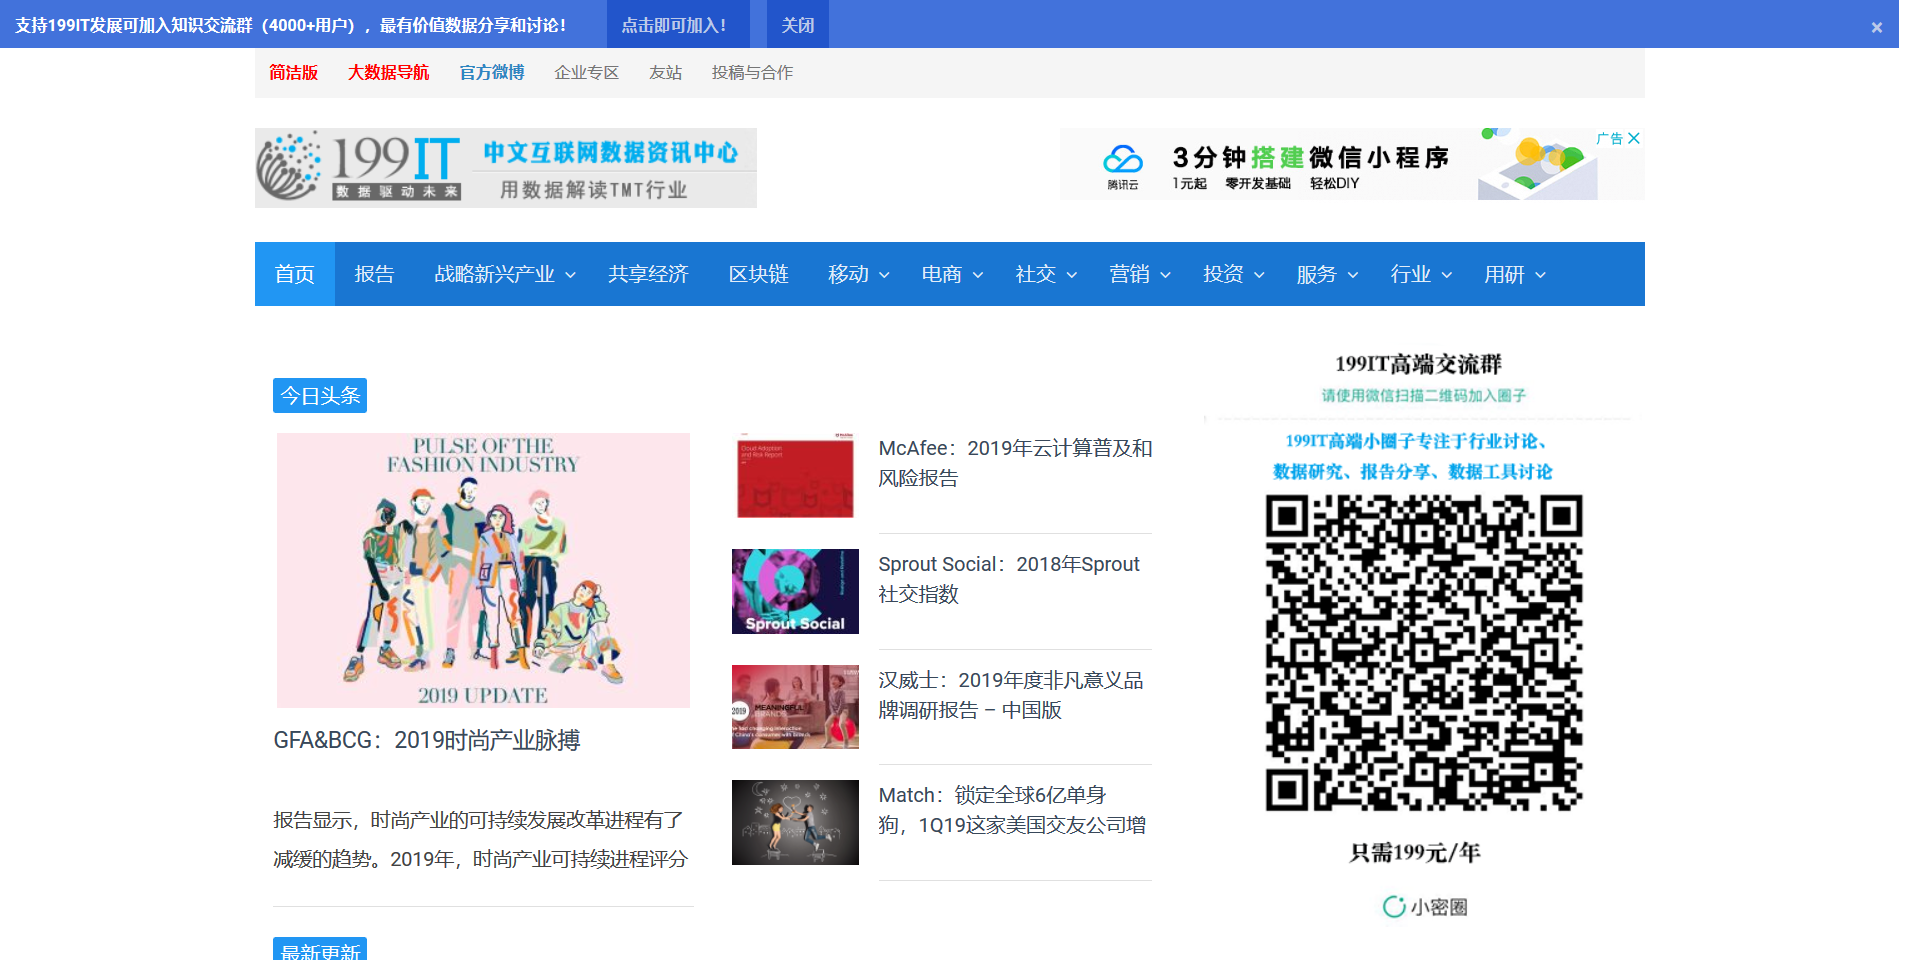 支持199IT发展可加入知识交流群（4000+用户），最有价值数据分享和讨论！
点击即可加入！
关闭
×
简洁版 大数据导航 官方微博 企业专区 友站 投稿与合作
199IT
数据驱动未来
中文互联网数据资讯中心
用数据解读TMT行业
腾讯云
3分钟搭建微信小程序
1元起 零开发基础 轻松DIY
广告
首页 报告 战略新兴产业 共享经济 区块链 移动 电商 社交 营销 投资 服务 行业 用研
今日头条
PULSE OF THE
FASHION INDUSTRY
2019 UPDATE
GFA&BCG：2019时尚产业脉搏
报告显示，时尚产业的可持续发展改革进程有了
减缓的趋势。2019年，时尚产业可持续进程评分
Cloud Adoption
and Risk Report
McAfee：2019年云计算普及和
风险报告
Sprout Social
Sprout Social：2018年Sprout
社交指数
2019
MEANINGFUL
BRANDS
汉威士：2019年度非凡意义品
牌调研报告 – 中国版
Match：锁定全球6亿单身
狗，1Q19这家美国交友公司增
199IT高端交流群
请使用微信扫描二维码加入圈子
199IT高端小圈子专注于行业讨论、
数据研究、报告分享、数据工具讨论
只需199元/年
小密圈
最新更新